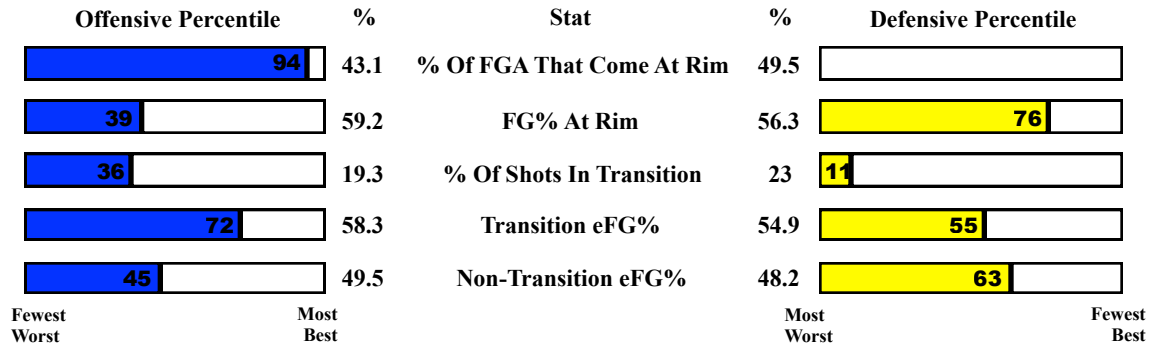 Offensive Percentile % Stat % Defensive Percentile
94 43.1 % Of FGA That Come At Rim 49.5
39 59.2 FG% At Rim 56.3 76
36 19.3 % Of Shots In Transition 23 11
72 58.3 Transition eFG% 54.9 55
45 49.5 Non-Transition eFG% 48.2 63
Fewest Most Most Fewest
Worst Best Worst Best